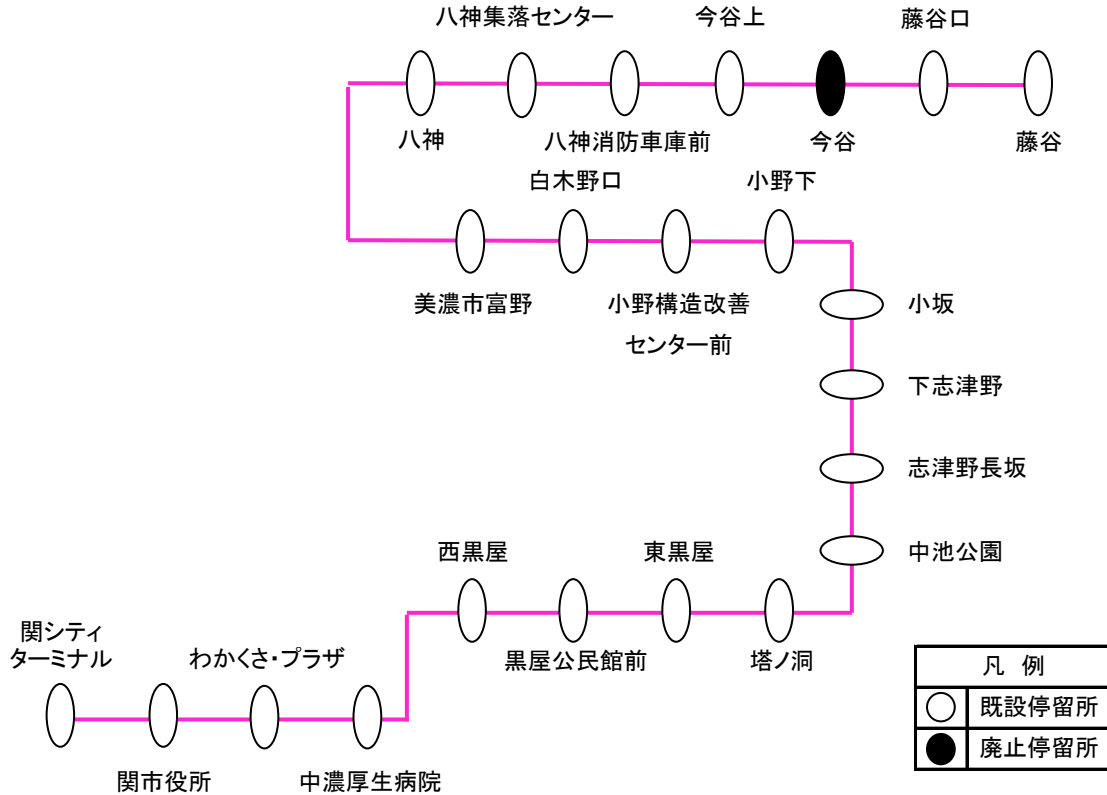 八神集落センター
今谷上
藤谷口
八神
八神消防車庫前
今谷
藤谷
白木野口
小野下
美濃市富野
小野構造改善
センター前
小坂
下志津野
志津野長坂
中池公園
西黒屋
東黒屋
黒屋公民館前
塔ノ洞
関シティ
ターミナル
わかくさ・プラザ
関市役所
中濃厚生病院
凡 例
既設停留所
廃止停留所